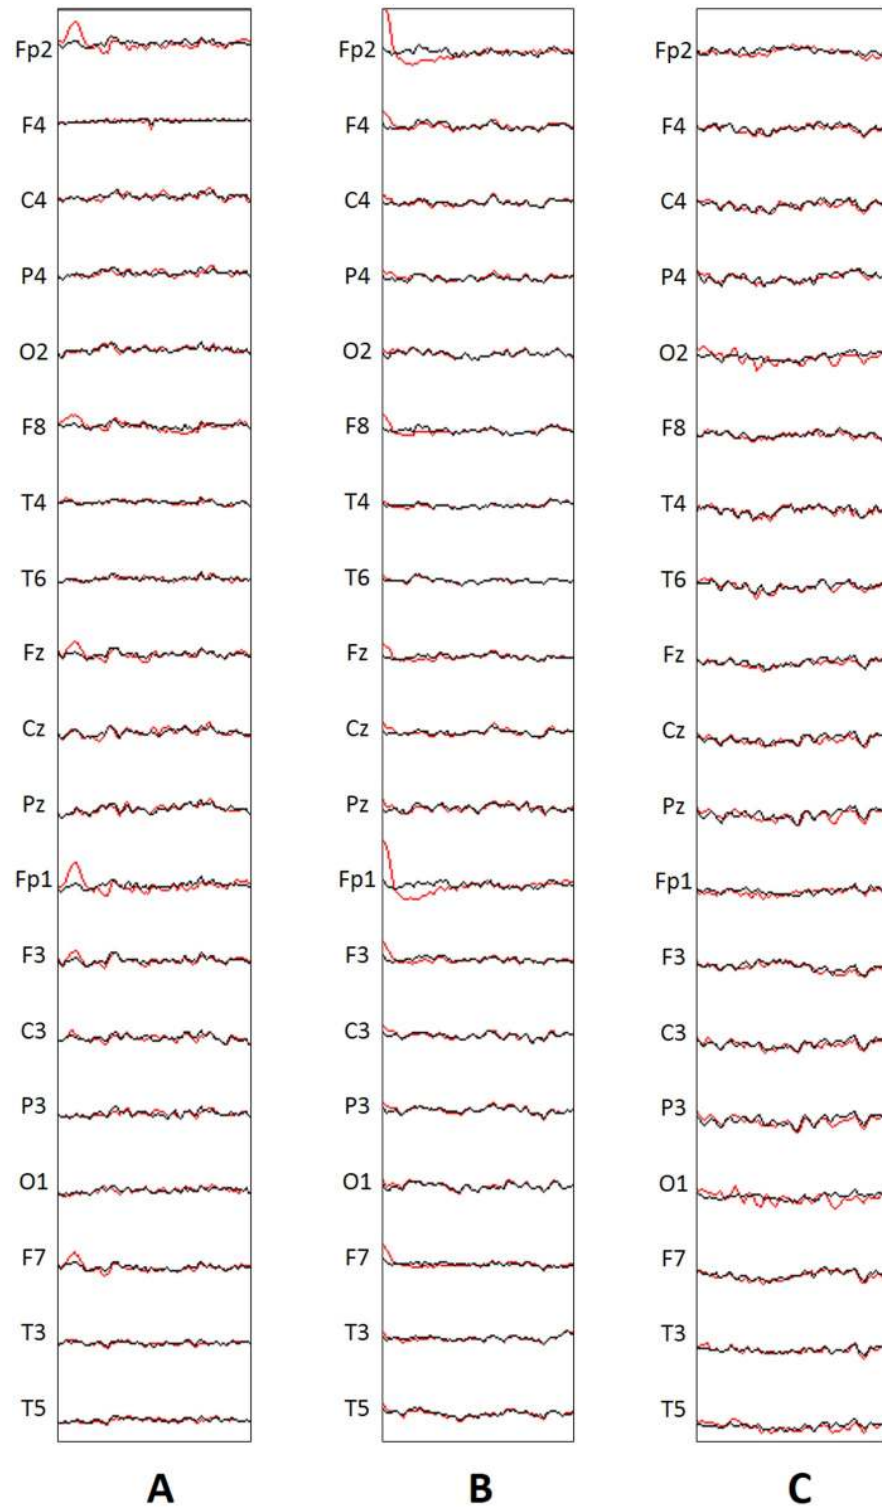 Fp2 Fp2 Fp2
F4 F4 F4
C4 C4 C4
P4 P4 P4
O2 O2 O2
F8 F8 F8
T4 T4 T4
T6 T6 T6
Fz Fz Fz
Cz Cz Cz
Pz Pz Pz
Fp1 Fp1 Fp1
F3 F3 F3
C3 C3 C3
P3 P3 P3
O1 O1 O1
F7 F7 F7
T3 T3 T3
T5 T5 T5
A B C